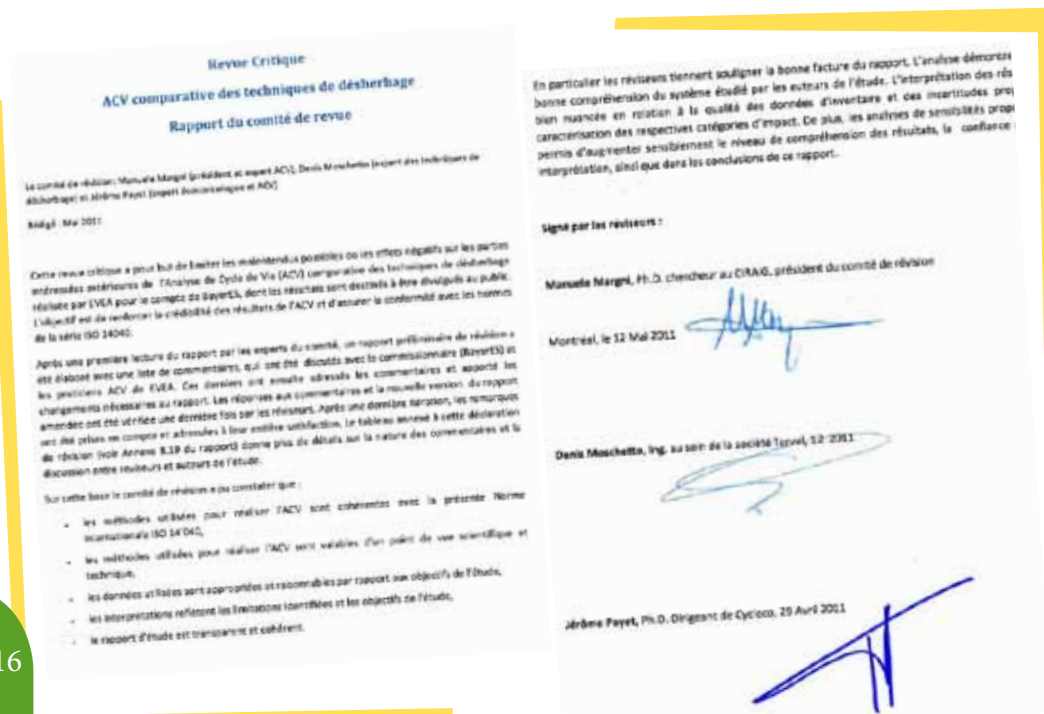 Revue Critique
ACV comparative des techniques de désherbage
Rapport du comité de revue
Le comité de révision: Manuele Margni (président et expert ACV), Denis Moschetto (expert des techniques de
désherbage) et Jérôme Payet (expert écotoxicologue et ACV)
Rédigé : Mai 2011
Cette revue critique a pour but de limiter les malentendus possibles ou les effets négatifs sur les parties
intéressées extérieures de l'Analyse de Cycle de Vie (ACV) comparative des techniques de désherbage
réalisée par EVEA pour le compte de BayerES, dont les résultats sont destinés à être divulgués au public.
L'objectif est de renforcer la crédibilité des résultats de l'ACV et d'assurer la conformité avec les normes
de la série ISO 14040.
Après une première lecture du rapport par les experts du comité, un rapport préliminaire de révision a
été élaboré avec une liste de commentaires, qui ont été discutés avec le commissionnaire (BayerES) et
les praticiens ACV de EVEA. Ces derniers ont ensuite adressés les commentaires et apporté les
changements nécessaires au rapport. Les réponses aux commentaires et la nouvelle version du rapport
amendée ont été vérifiée une dernière fois par les réviseurs. Après une dernière itération, les remarques
ont été prises en compte et adressées à leur entière satisfaction. Le tableau annexé à cette déclaration
de révision (voir Annexe 8.19 du rapport) donne plus de détails sur la nature des commentaires et la
discussion entre réviseurs et auteurs de l'étude.
Sur cette base le comité de révision a pu constater que :
- les méthodes utilisées pour réaliser l'ACV sont cohérentes avec la présente Norme
internationale ISO 14'040,
- les méthodes utilisées pour réaliser l'ACV sont valables d'un point de vue scientifique et
technique,
- les données utilisées sont appropriées et raisonnables par rapport aux objectifs de l'étude,
- les interprétations reflètent les limitations identifiées et les objectifs de l'étude,
- le rapport d'étude est transparent et cohérent.
16
En particulier les réviseurs tiennent souligner la bonne facture du rapport. L'analyse démontre
bonne compréhension du système étudié par les auteurs de l'étude. L'interprétation des rés
bien nuancée en relation à la qualité des données d'inventaire et des incertitudes pro
caractérisation des respectives catégories d'impact. De plus, les analyses de sensibilités propo
permis d'augmenter sensiblement le niveau de compréhension des résultats, la confiance
interprétation, ainsi que dans les conclusions de ce rapport.
Signé par les réviseurs :
Manuele Margni, Ph.D. chercheur au CIRAIG, président du comité de révision
Montréal, le 12 Mai 2011
Denis Moschetto, Ing. au sein de la société 12 2011
Jérôme Payet, Ph.D. Dirigeant de Cycleco, 29 Avril 2011